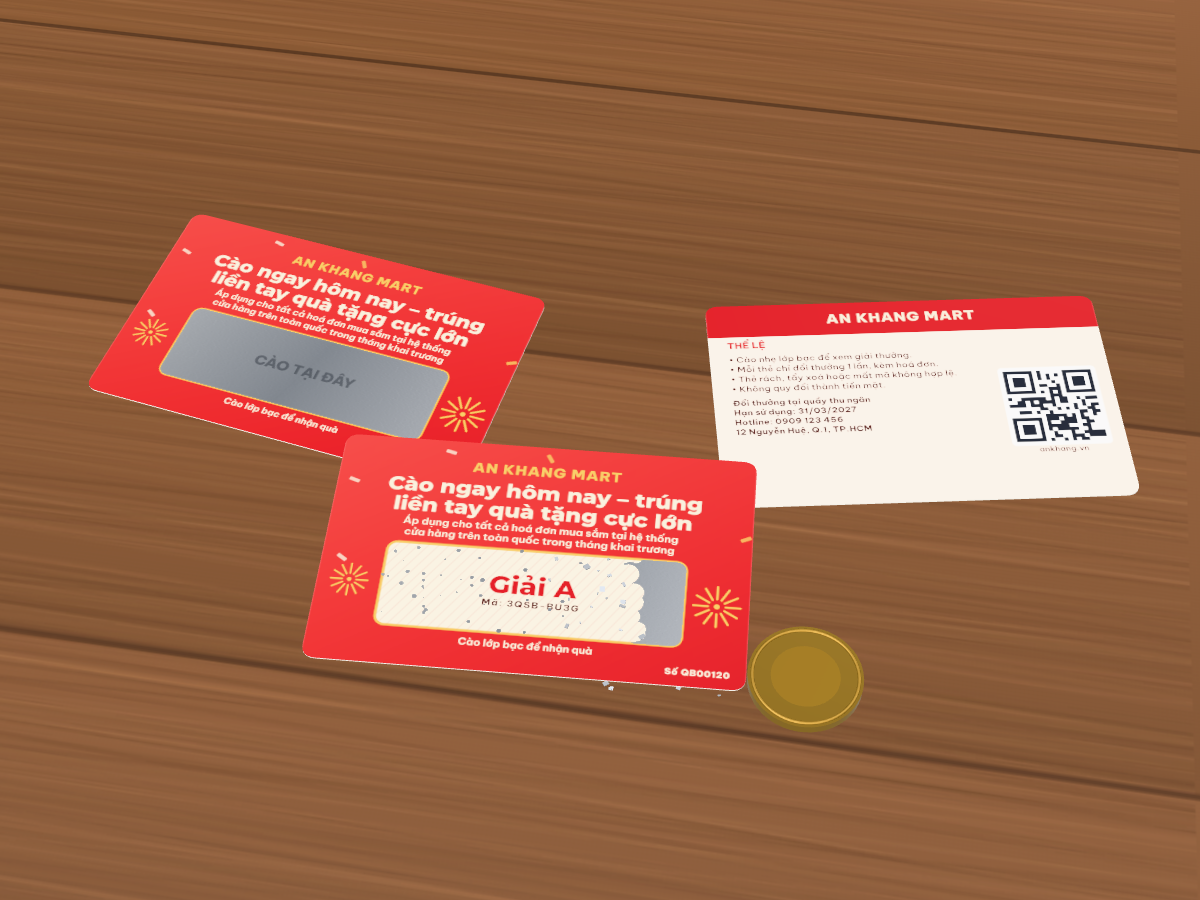 AN KHANG MART
Cào ngay hôm nay – trúng
liền tay quà tặng cực lớn
Áp dụng cho tất cả hoá đơn mua sắm tại hệ thống
cửa hàng trên toàn quốc trong tháng khai trương
CÀO TẠI ĐÂY
Cào lớp bạc để nhận quà
AN KHANG MART
THỂ LỆ
• Cào nhẹ lớp bạc để xem giải thưởng.
• Mỗi thẻ chỉ đổi thưởng 1 lần, kèm hoá đơn.
• Thẻ rách, tẩy xoá hoặc mất mã không hợp lệ.
• Không quy đổi thành tiền mặt.
Đổi thưởng tại quầy thu ngân
Hạn sử dụng: 31/03/2027
Hotline: 0909 123 456
12 Nguyễn Huệ, Q.1, TP HCM
ankhang.vn
AN KHANG MART
Cào ngay hôm nay – trúng
liền tay quà tặng cực lớn
Áp dụng cho tất cả hoá đơn mua sắm tại hệ thống
cửa hàng trên toàn quốc trong tháng khai trương
Giải A
Mã: 3QSB-BU3G
Cào lớp bạc để nhận quà
Số QB00120